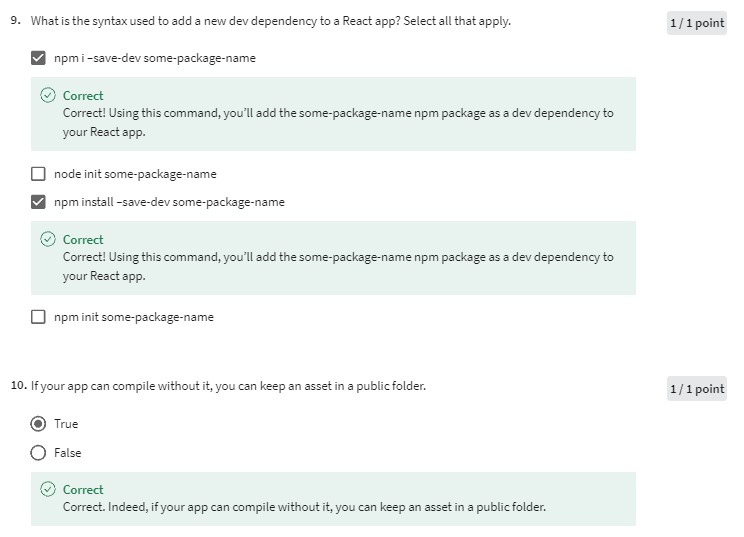 9. What is the syntax used to add a new dev dependency to a React app? Select all that apply.
1 / 1 point
npm i –save-dev some-package-name
Correct
Correct! Using this command, you’ll add the some-package-name npm package as a dev dependency to
your React app.
node init some-package-name
npm install –save-dev some-package-name
Correct
Correct! Using this command, you’ll add the some-package-name npm package as a dev dependency to
your React app.
npm init some-package-name
10. If your app can compile without it, you can keep an asset in a public folder.
1 / 1 point
True
False
Correct
Correct. Indeed, if your app can compile without it, you can keep an asset in a public folder.